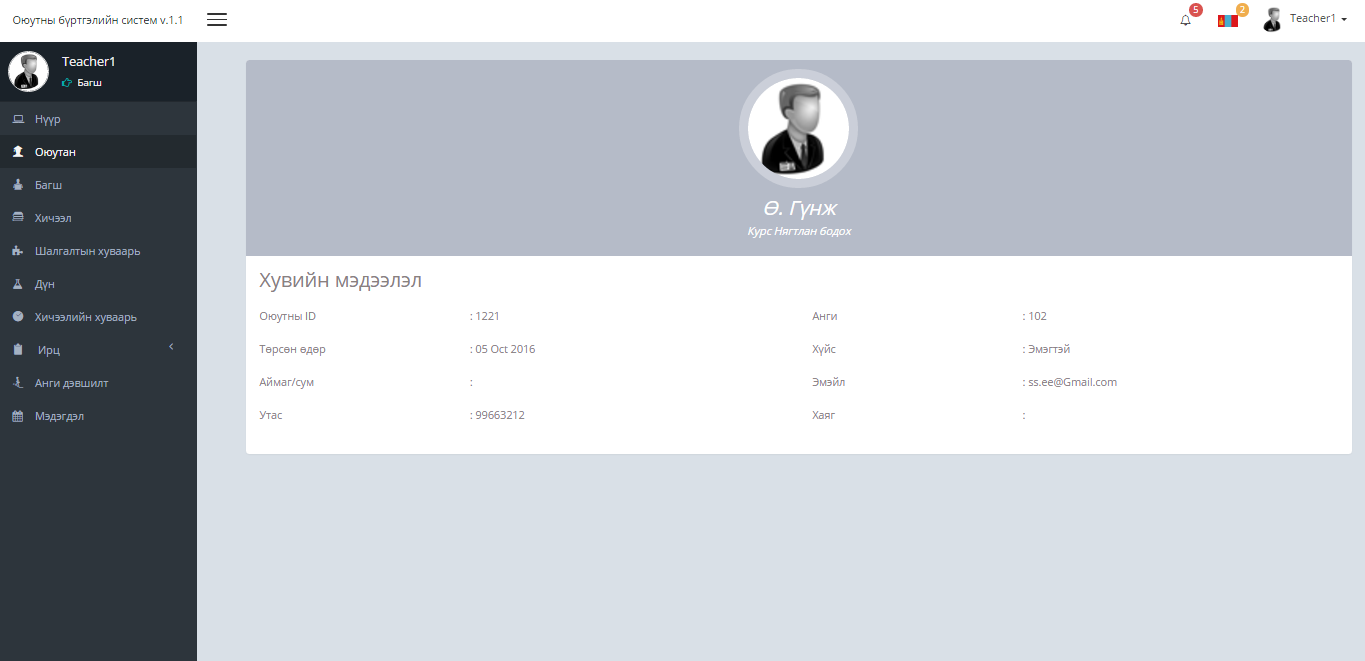 Оюутны бүртгэлийн систем v.1.1
5
2
Teacher1
Teacher1
Багш
Нүүр
Оюутан
Багш
Хичээл
Шалгалтын хуваарь
Дүн
Хичээлийн хуваарь
Ирц
Анги дэвшилт
Мэдэгдэл
Ө. Гүнж
Курс Нягтлан бодох
Хувийн мэдээлэл
Оюутны ID : 1221 Анги : 102
Төрсөн өдөр : 05 Oct 2016 Хүйс : Эмэгтэй
Аймаг/сум : Эмэйл : ss.ee@Gmail.com
Утас : 99663212 Хаяг :